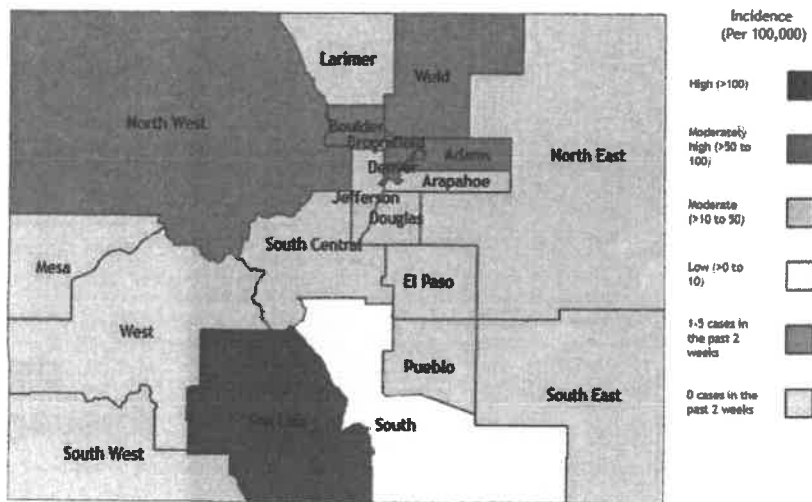 Incidence
(Per 100,000)
High (>100)
Moderately
high (>50 to
100)
Moderate
(>10 to 50)
Low (>0 to
10)
1-5 cases in
the past 2
weeks
0 cases in the
past 2 weeks
Larimer
Weld
North West
Boulder
Broomfield
Adams
North East
Denver
Arapahoe
Jefferson
Douglas
South Central
Mesa
El Paso
West
Pueblo
South East
South
South West